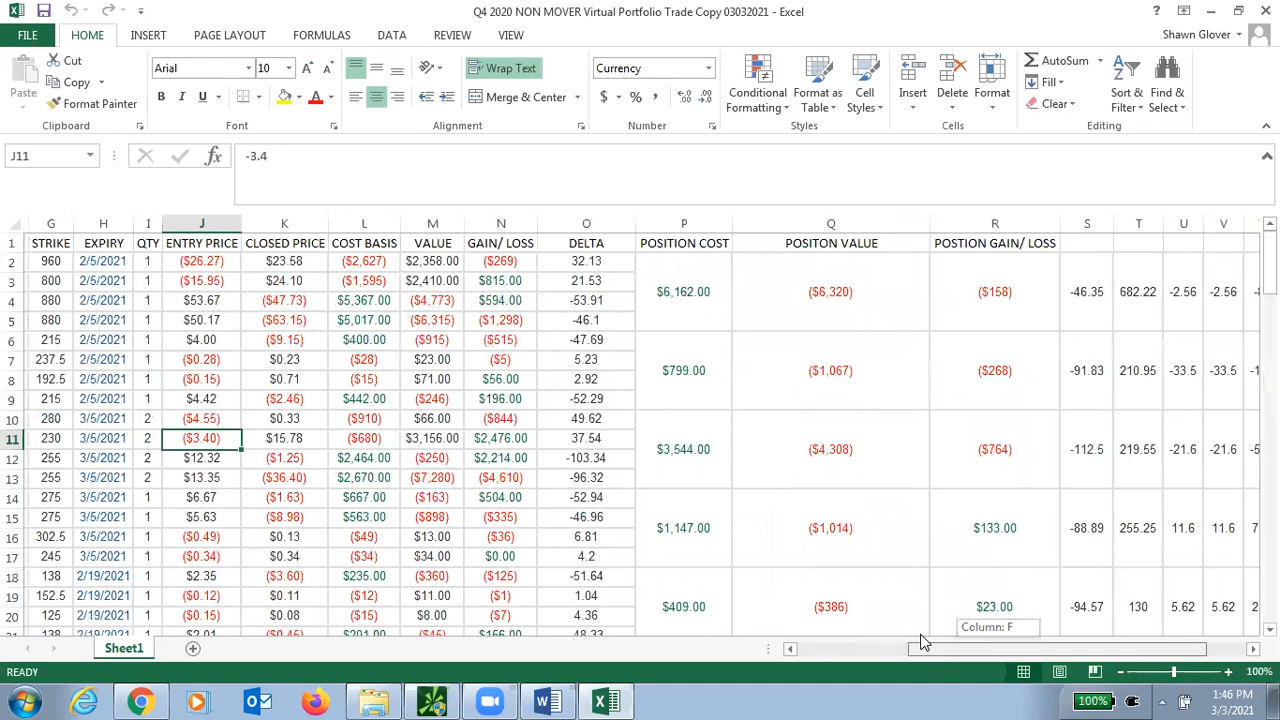 Q4 2020 NON MOVER Virtual Portfolio Trade Copy 03032021 - Excel
FILE HOME INSERT PAGE LAYOUT FORMULAS DATA REVIEW VIEW Shawn Glover
Cut
Copy
Format Painter
Paste
Clipboard
Arial 10
B I U
Font
Wrap Text
Merge & Center
Alignment
Currency
$ % ,
Number
Conditional Formatting
Format as Table
Cell Styles
Styles
Insert
Delete
Format
Cells
AutoSum
Fill
Clear
Sort & Filter
Find & Select
Editing
J11 fx -3.4
G H I J K L M N O P Q R S T U V
1 STRIKE EXPIRY QTY ENTRY PRICE CLOSED PRICE COST BASIS VALUE GAIN/ LOSS DELTA POSITION COST POSITON VALUE POSTION GAIN/ LOSS
2 960 2/5/2021 1 ($26.27) $23.58 ($2,627) $2,358.00 ($269) 32.13
3 800 2/5/2021 1 ($15.95) $24.10 ($1,595) $2,410.00 $815.00 21.53
$6,162.00 ($6,320) ($158) -46.35 682.22 -2.56 -2.56
4 880 2/5/2021 1 $53.67 ($47.73) $5,367.00 ($4,773) $594.00 -53.91
5 880 2/5/2021 1 $50.17 ($63.15) $5,017.00 ($6,315) ($1,298) -46.1
6 215 2/5/2021 1 $4.00 ($9.15) $400.00 ($915) ($515) -47.69
7 237.5 2/5/2021 1 ($0.28) $0.23 ($28) $23.00 ($5) 5.23
$799.00 ($1,067) ($268) -91.83 210.95 -33.5 -33.5
8 192.5 2/5/2021 1 ($0.15) $0.71 ($15) $71.00 $56.00 2.92
9 215 2/5/2021 1 $4.42 ($2.46) $442.00 ($246) $196.00 -52.29
10 280 3/5/2021 2 ($4.55) $0.33 ($910) $66.00 ($844) 49.62
11 230 3/5/2021 2 ($3.40) $15.78 ($680) $3,156.00 $2,476.00 37.54
$3,544.00 ($4,308) ($764) -112.5 219.55 -21.6 -21.6
12 255 3/5/2021 2 $12.32 ($1.25) $2,464.00 ($250) $2,214.00 -103.34
13 255 3/5/2021 2 $13.35 ($36.40) $2,670.00 ($7,280) ($4,610) -96.32
14 275 3/5/2021 1 $6.67 ($1.63) $667.00 ($163) $504.00 -52.94
15 275 3/5/2021 1 $5.63 ($8.98) $563.00 ($898) ($335) -46.96
$1,147.00 ($1,014) $133.00 -88.89 255.25 11.6 11.6
16 302.5 3/5/2021 1 ($0.49) $0.13 ($49) $13.00 ($36) 6.81
17 245 3/5/2021 1 ($0.34) $0.34 ($34) $34.00 $0.00 4.2
18 138 2/19/2021 1 $2.35 ($3.60) $235.00 ($360) ($125) -51.64
19 152.5 2/19/2021 1 ($0.12) $0.11 ($12) $11.00 ($1) 1.04
$409.00 ($386) $23.00 -94.57 130 5.62 5.62
20 125 2/19/2021 1 ($0.15) $0.08 ($15) $8.00 ($7) 4.36
Column: F
Sheet1
READY 100%
100% 1:46 PM
3/3/2021